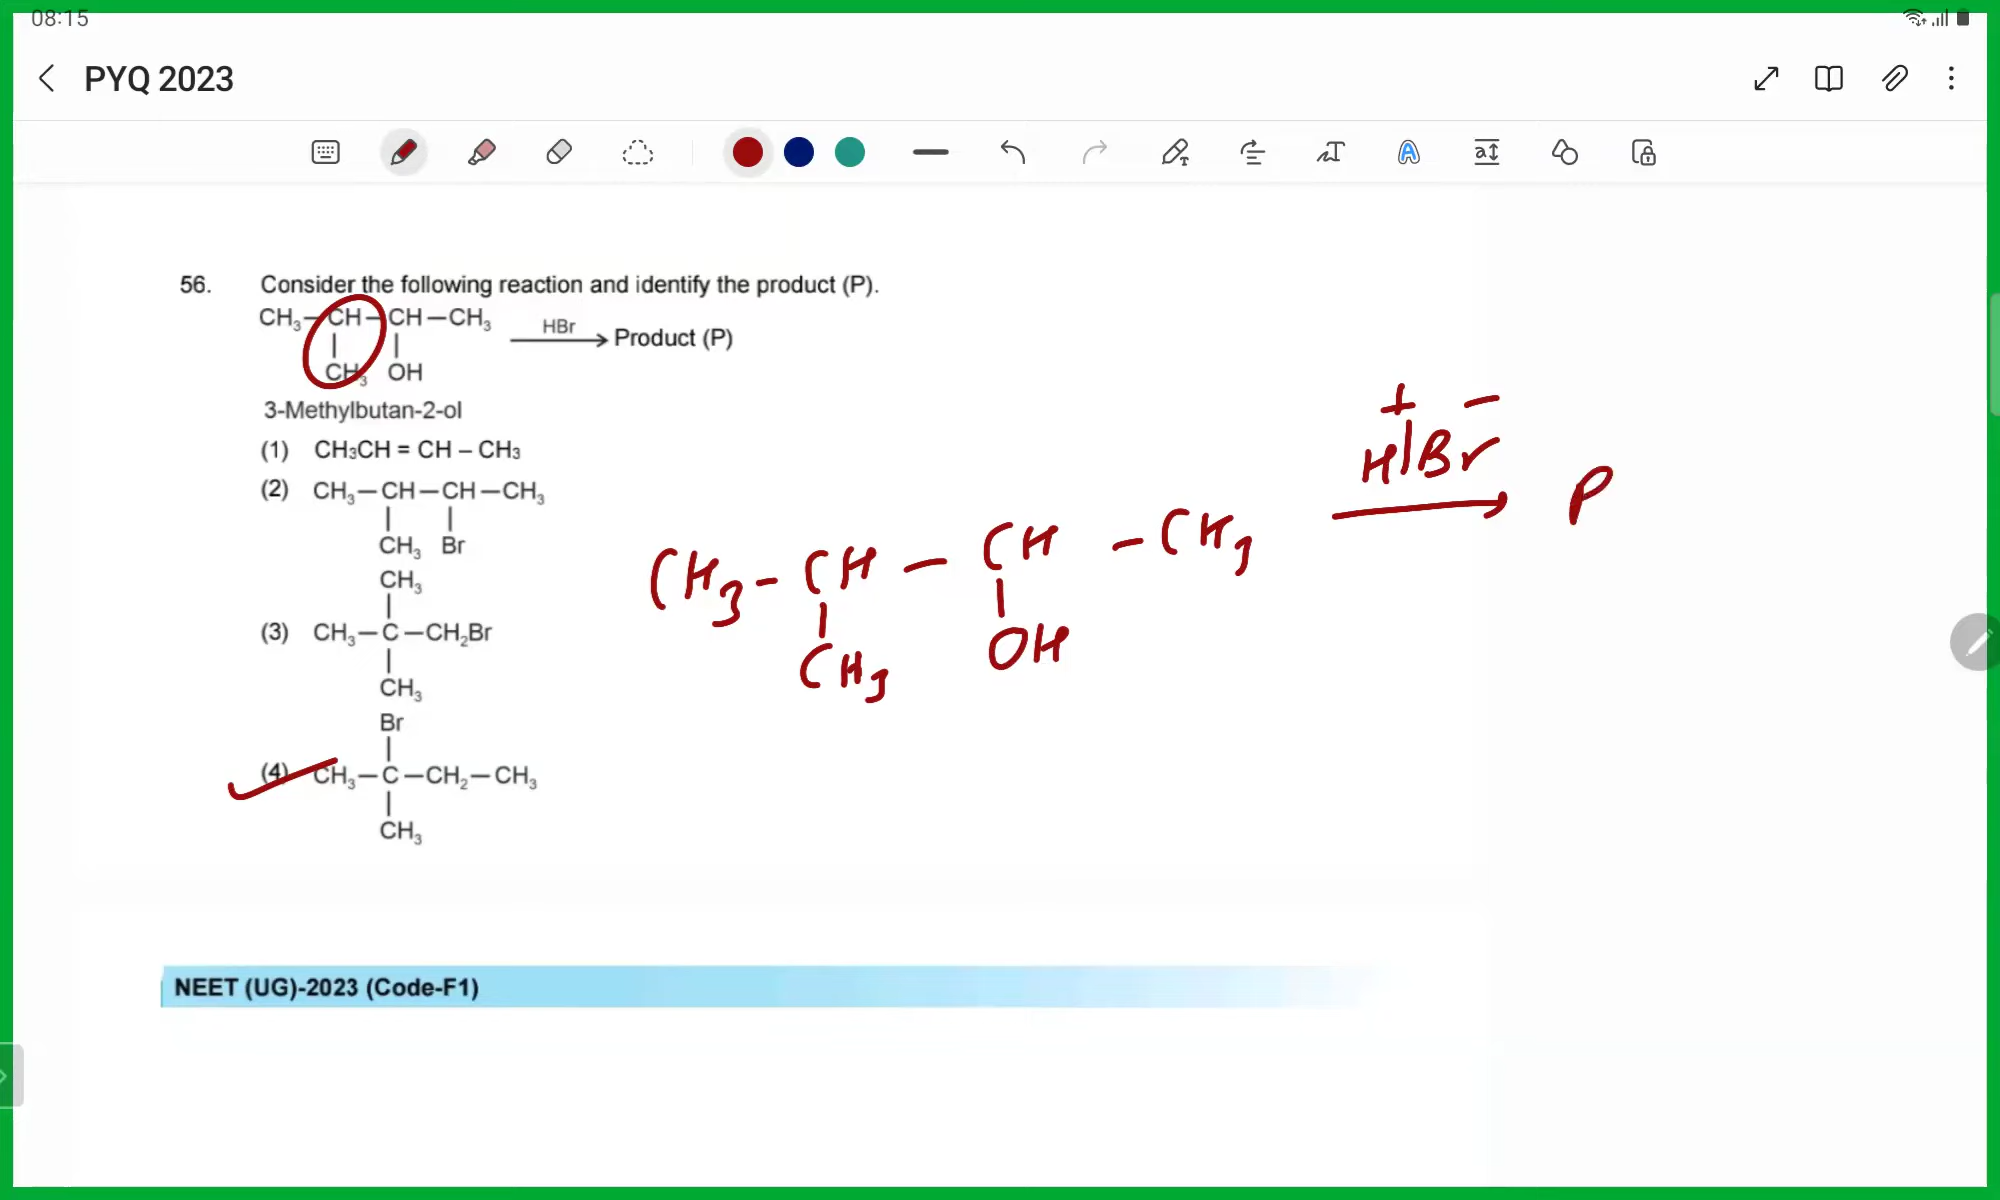 08:15
PYQ 2023
56. Consider the following reaction and identify the product (P).
CH₃–CH–CH–CH₃
| |
CH₃ OH
HBr
Product (P)
3-Methylbutan-2-ol
(1) CH₃CH = CH – CH₃
(2) CH₃–CH–CH–CH₃
| |
CH₃ Br
CH₃
|
(3) CH₃–C–CH₂Br
|
CH₃
Br
|
(4) CH₃–C–CH₂–CH₃
|
CH₃
+ –
H|Br
P
CH₃ – CH – CH – CH₃
| |
CH₃ OH
NEET (UG)-2023 (Code-F1)